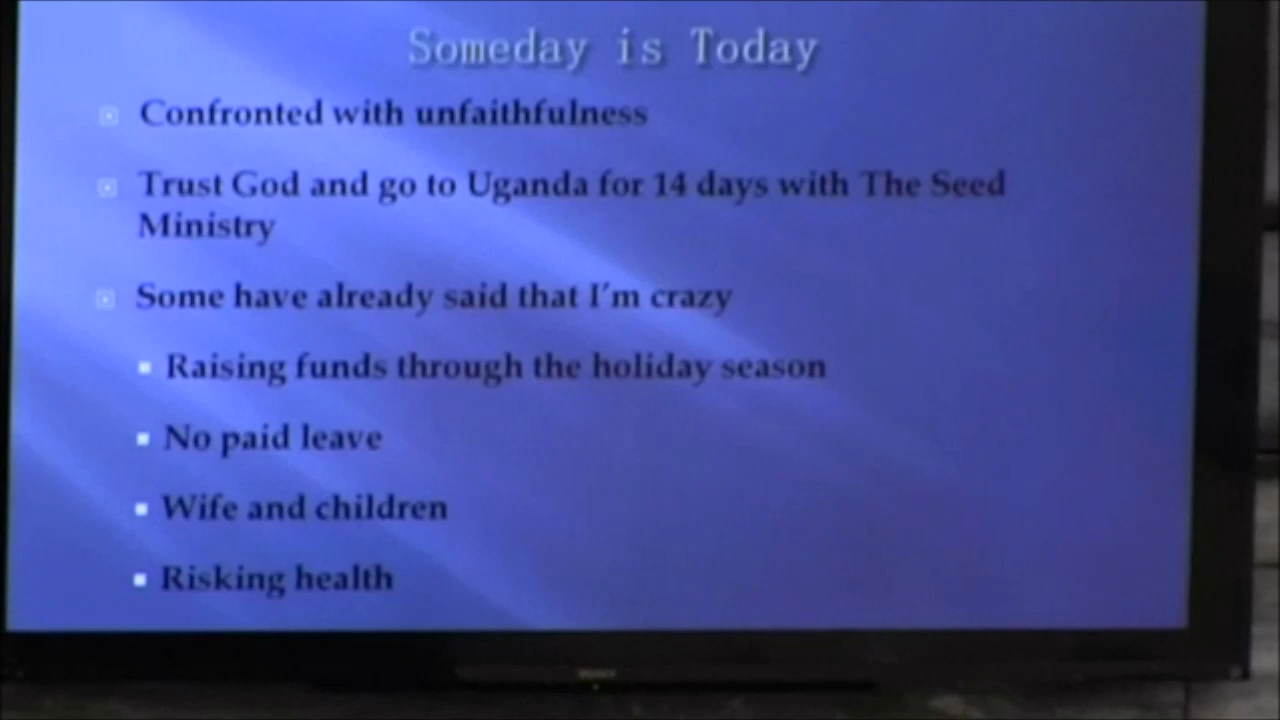 Someday is Today
Confronted with unfaithfulness
Trust God and go to Uganda for 14 days with The Seed
Ministry
Some have already said that I'm crazy
Raising funds through the holiday season
No paid leave
Wife and children
Risking health